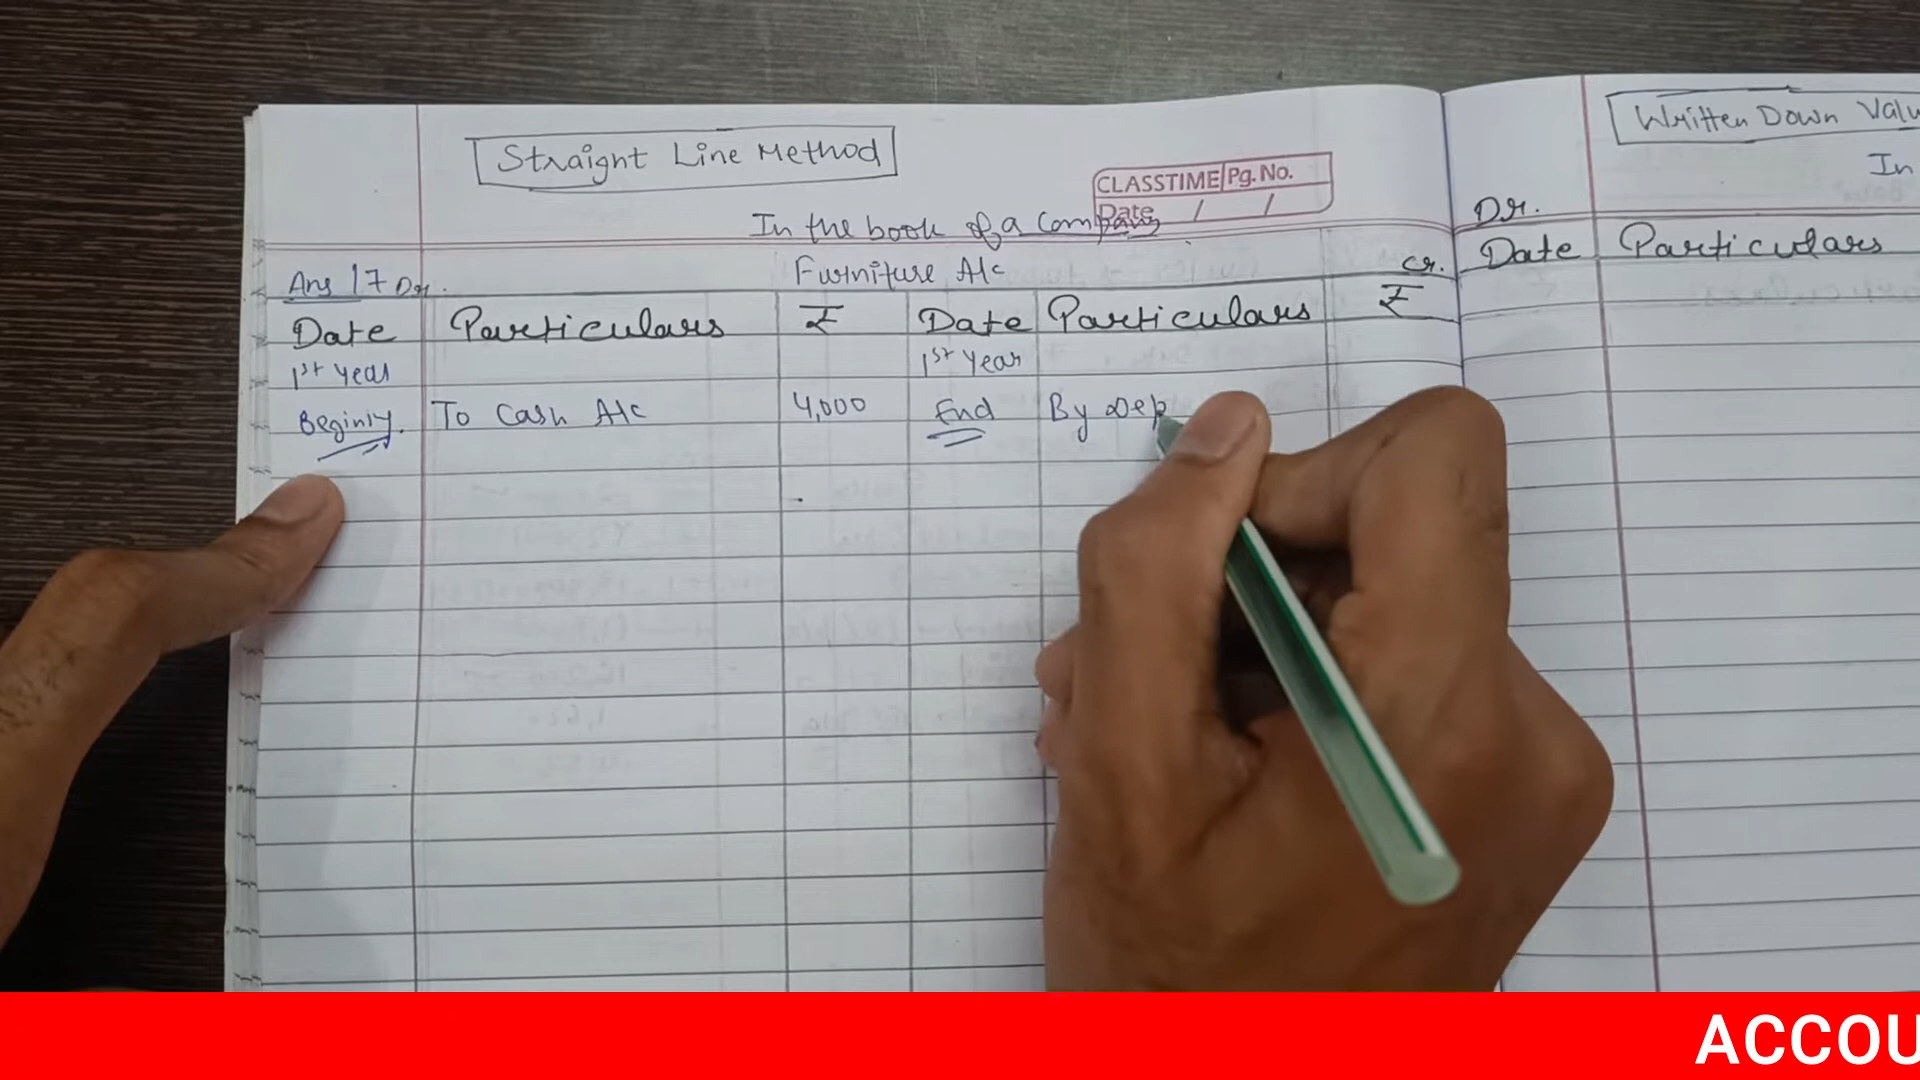 Straight Line Method
Written Down Valu
CLASSTIME Pg. No.
Date / /
In the book of a Company
In
Ans 17 Dr.
Furniture A/c
Cr.
Dr.
Date Particulars ₹ Date Particulars ₹
Date Particulars
1st year
1st year
Beginiy. To Cash A/c 4,000 End By Dep
ACCOU